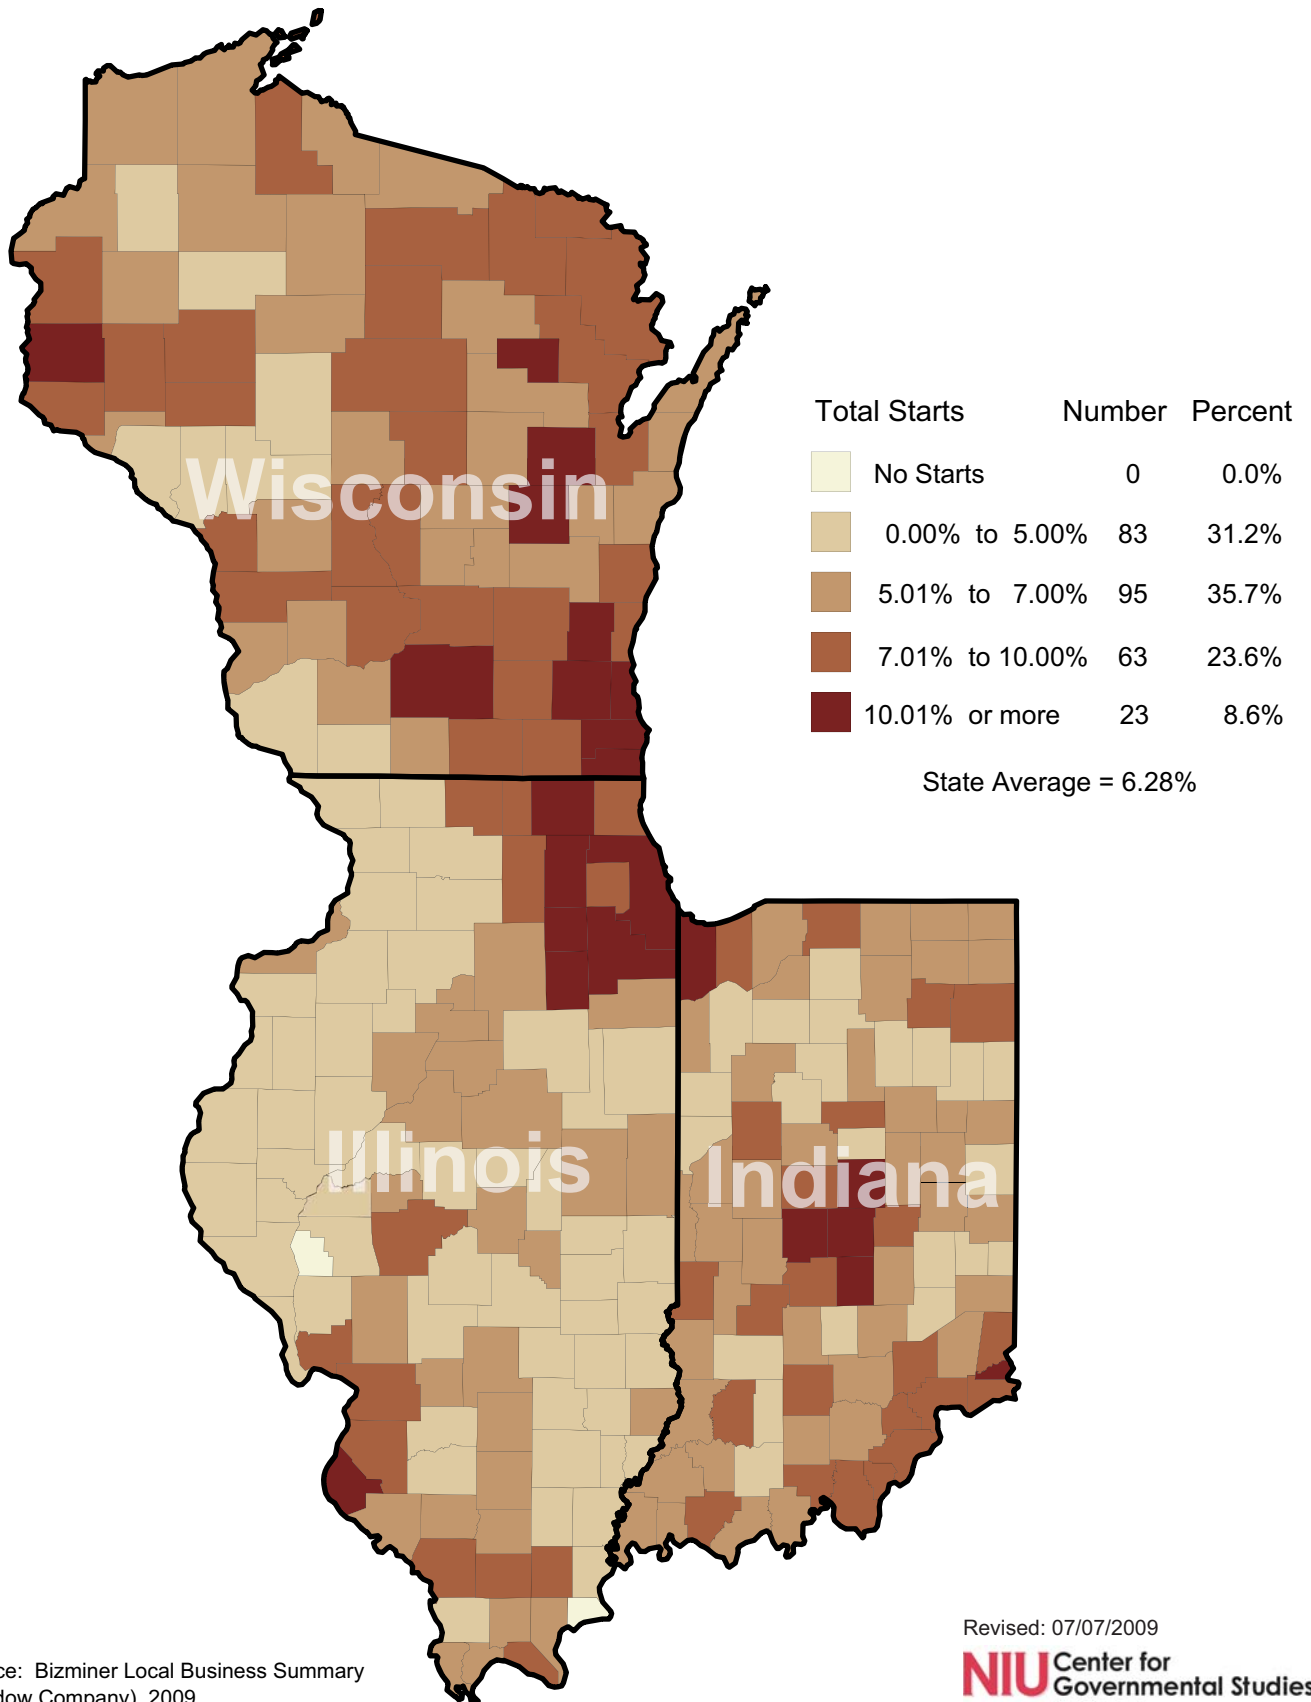 Wisconsin
Total Starts Number Percent
No Starts 0 0.0%
0.00% to 5.00% 83 31.2%
5.01% to 7.00% 95 35.7%
7.01% to 10.00% 63 23.6%
10.01% or more 23 8.6%
State Average = 6.28%
Illinois
Indiana
Revised: 07/07/2009
NIU Center for
Governmental Studies
Bizminer Local Business Summary
Company), 2009